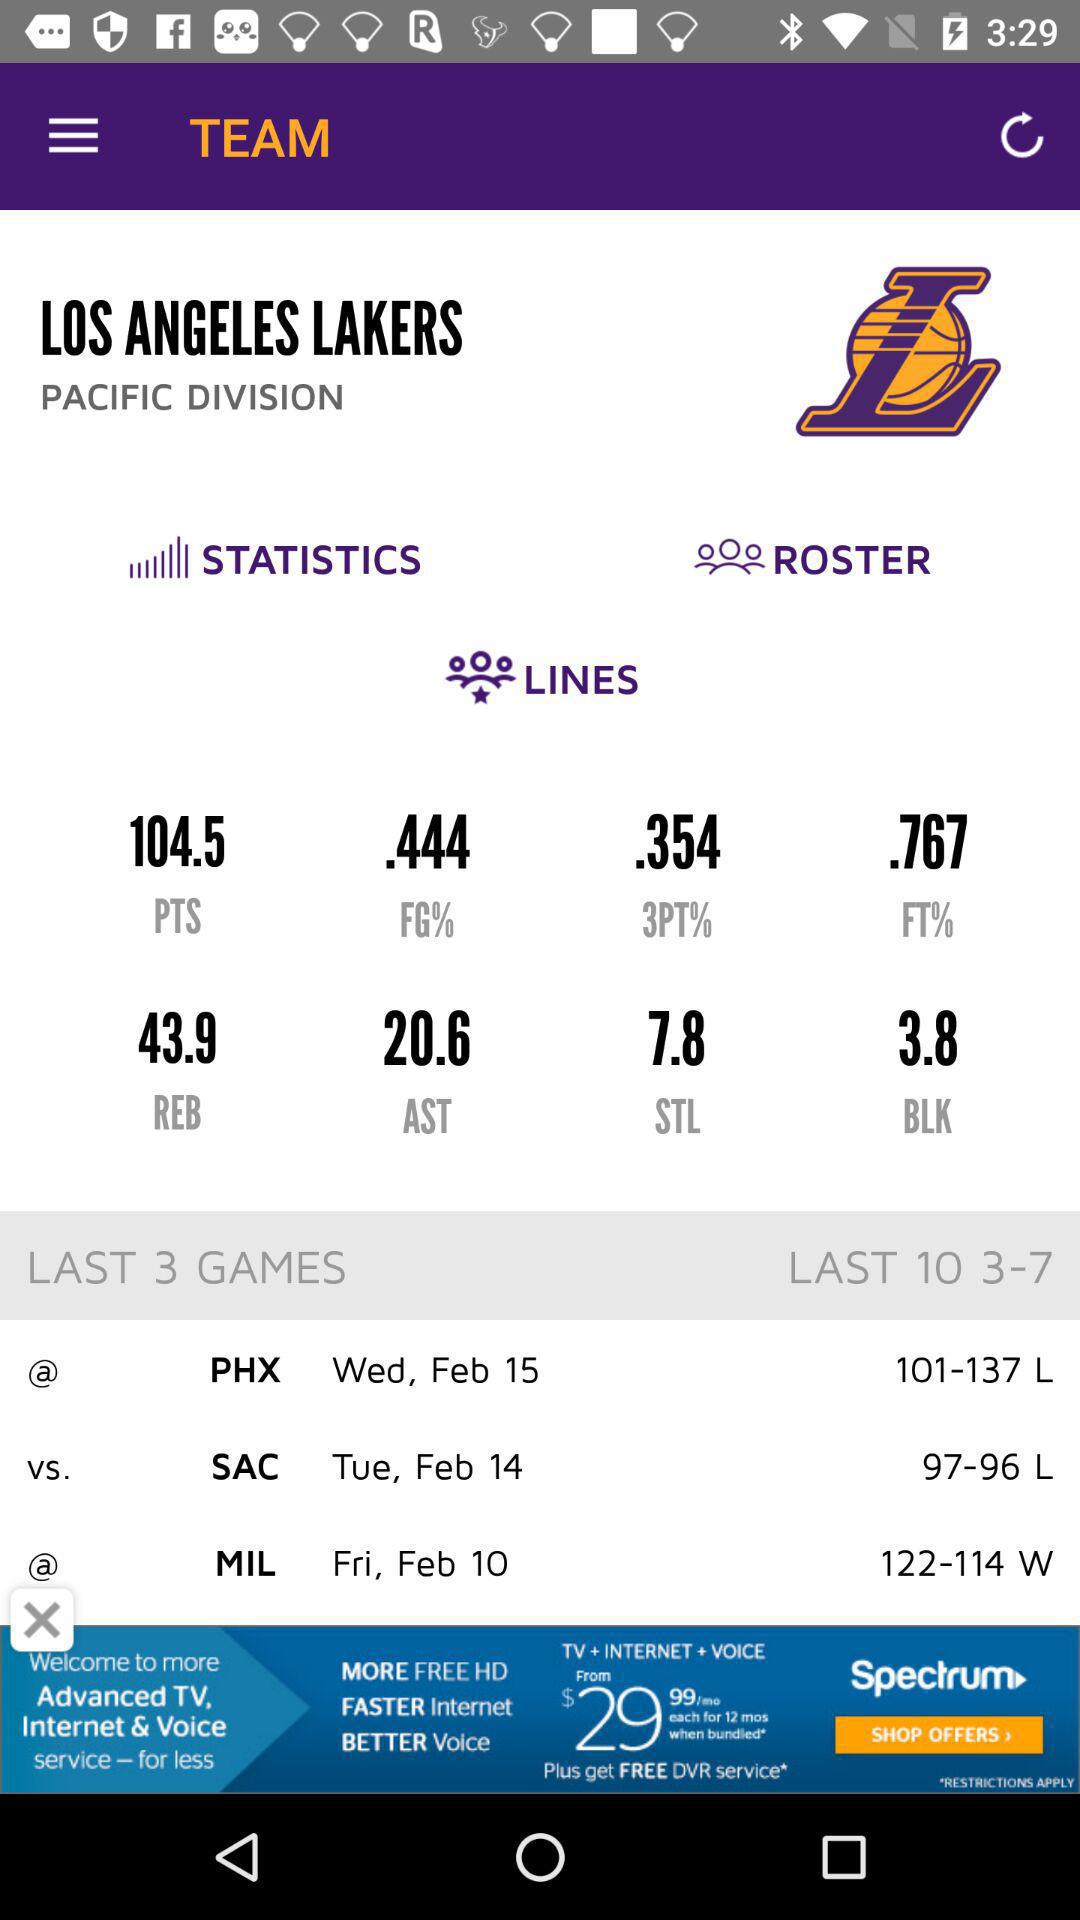 3:29
TEAM
LOS ANGELES LAKERS
PACIFIC DIVISION
STATISTICS ROSTER
LINES
104.5 .444 .354 .767
PTS FG% 3PT% FT%
43.9 20.6 7.8 3.8
REB AST STL BLK
LAST 3 GAMES LAST 10 3-7
@ PHX Wed, Feb 15 101-137 L
vs. SAC Tue, Feb 14 97-96 L
@ MIL Fri, Feb 10 122-114 W
Welcome to more
Advanced TV,
Internet & Voice
service – for less
MORE FREE HD
FASTER Internet
BETTER Voice
TV + INTERNET + VOICE
From
$29 99/mo
each for 12 mos
when bundled*
Plus get FREE DVR service*
Spectrum
SHOP OFFERS ›
*RESTRICTIONS APPLY